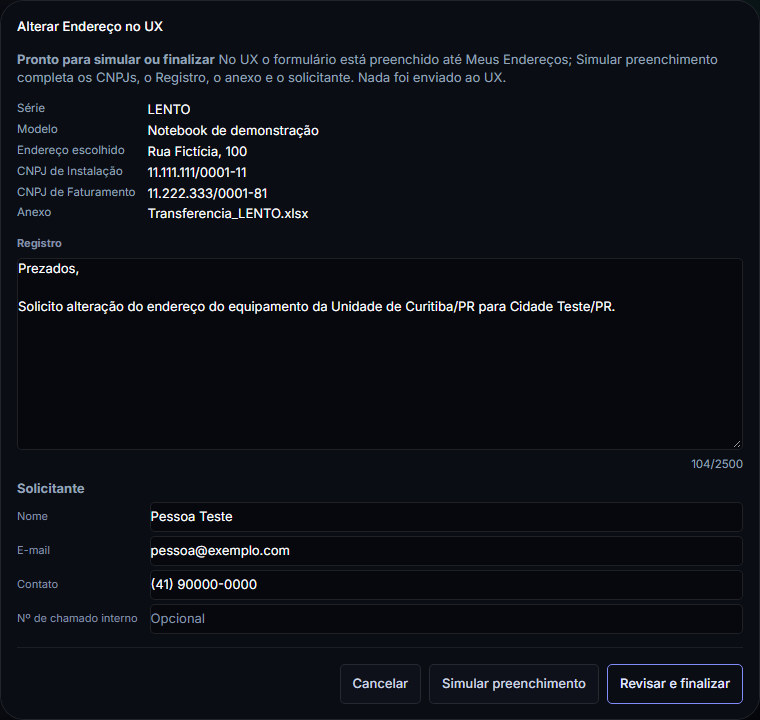 Alterar Endereço no UX
Pronto para simular ou finalizar No UX o formulário está preenchido até Meus Endereços; Simular preenchimento
completa os CNPJs, o Registro, o anexo e o solicitante. Nada foi enviado ao UX.
Série LENTO
Modelo Notebook de demonstração
Endereço escolhido Rua Fictícia, 100
CNPJ de Instalação 11.111.111/0001-11
CNPJ de Faturamento 11.222.333/0001-81
Anexo Transferencia_LENTO.xlsx
Registro
Prezados,
Solicito alteração do endereço do equipamento da Unidade de Curitiba/PR para Cidade Teste/PR.
104/2500
Solicitante
Nome Pessoa Teste
E-mail pessoa@exemplo.com
Contato (41) 90000-0000
Nº de chamado interno Opcional
Cancelar Simular preenchimento Revisar e finalizar